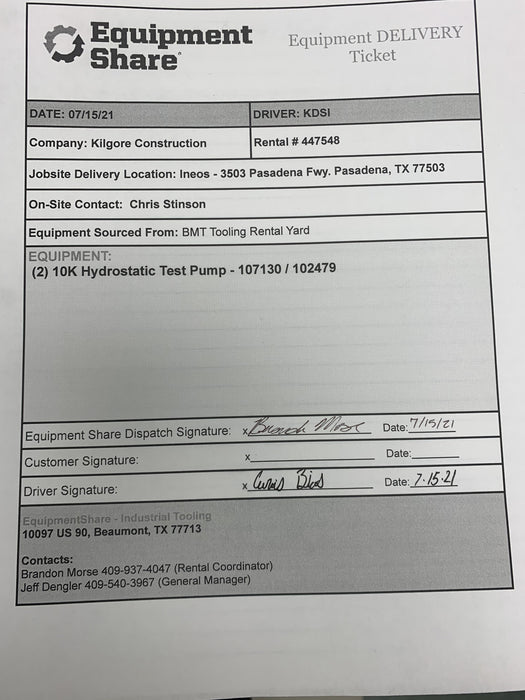 Equipment
Share
Equipment DELIVERY
Ticket
DATE: 07/15/21 DRIVER: KDSI
Company: Kilgore Construction Rental # 447548
Jobsite Delivery Location: Ineos - 3503 Pasadena Fwy. Pasadena, TX 77503
On-Site Contact: Chris Stinson
Equipment Sourced From: BMT Tooling Rental Yard
EQUIPMENT:
(2) 10K Hydrostatic Test Pump - 107130 / 102479
Equipment Share Dispatch Signature: x Date: 7/15/21
Customer Signature: x Date:
Driver Signature: x Date: 7-15-21
EquipmentShare - Industrial Tooling
10097 US 90, Beaumont, TX 77713
Contacts:
Brandon Morse 409-937-4047 (Rental Coordinator)
Jeff Dengler 409-540-3967 (General Manager)